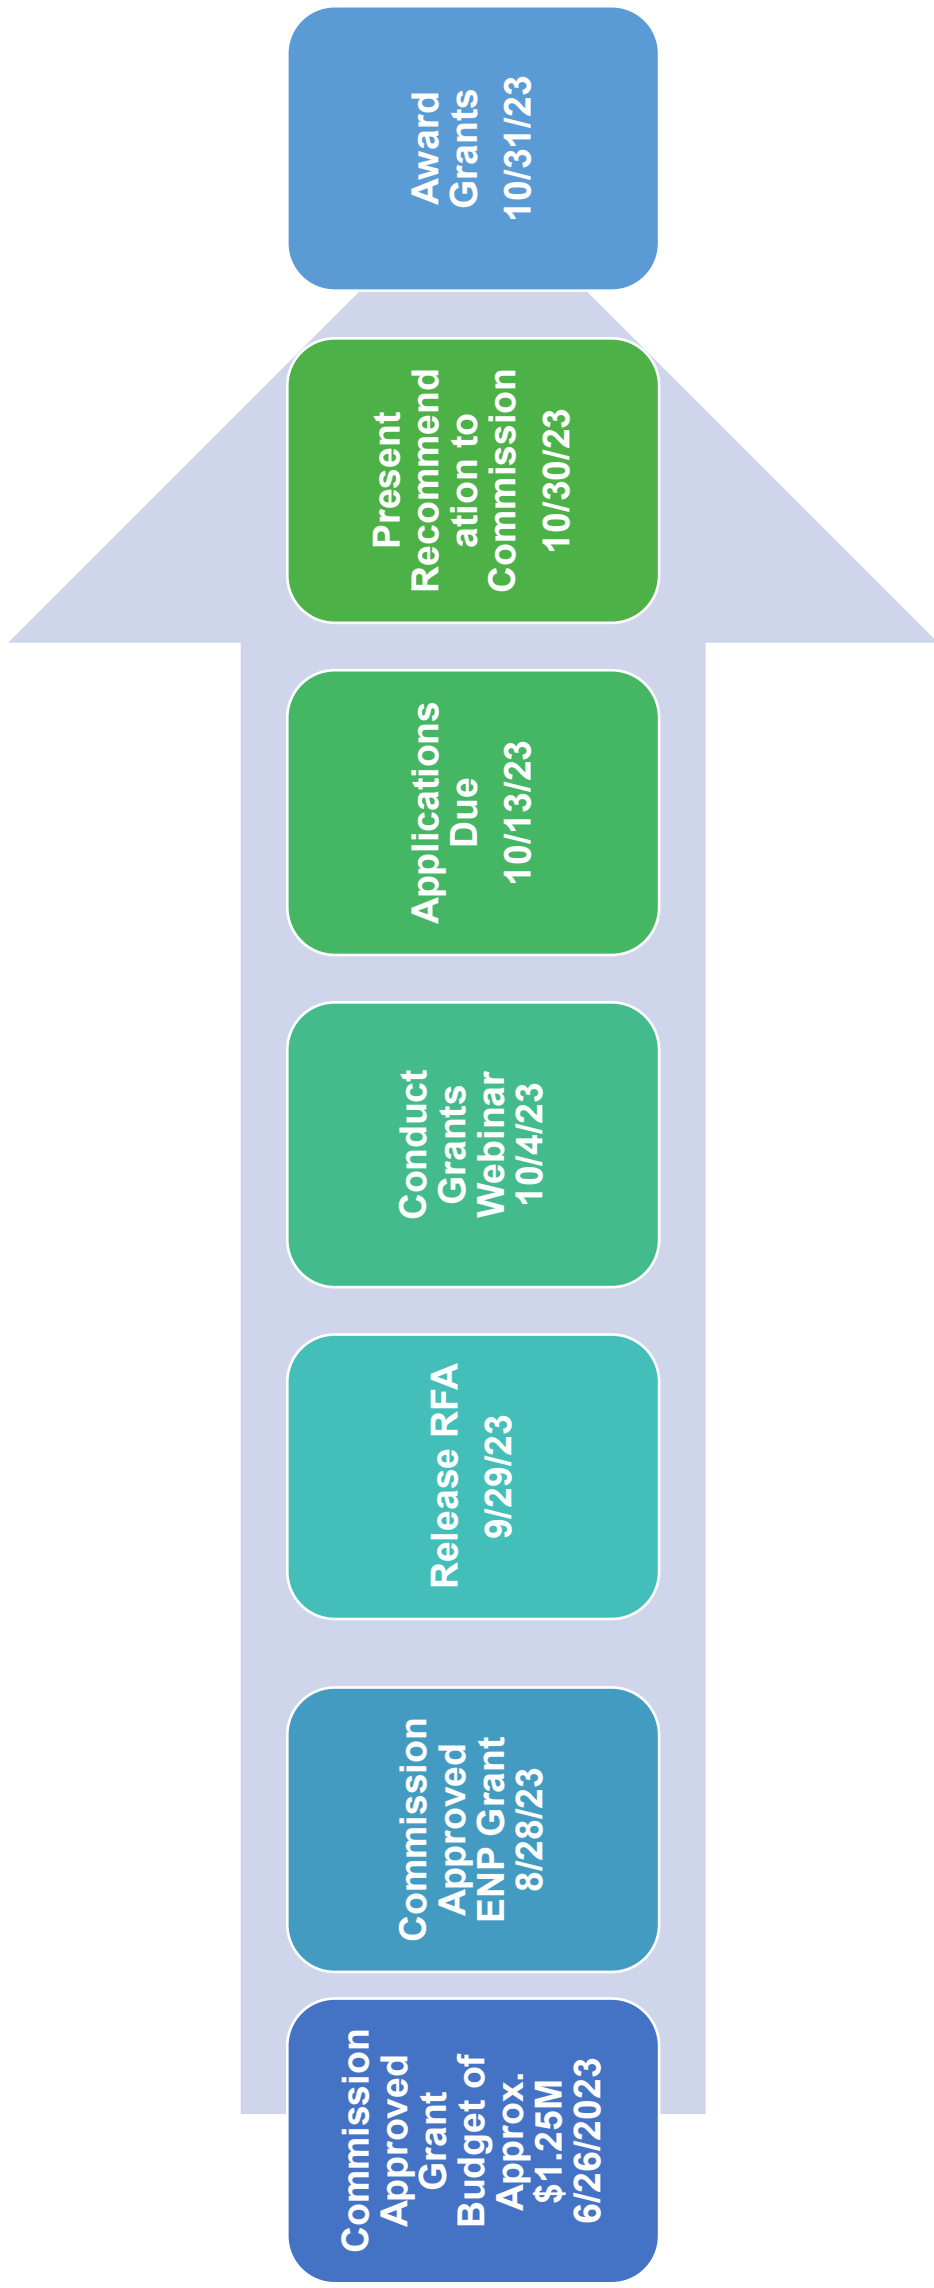 Commission
Approved
Grant
Budget of
Approx.
$1.25M
6/26/2023
Commission
Approved
ENP Grant
8/28/23
Release RFA
9/29/23
Conduct
Grants
Webinar
10/4/23
Applications
Due
10/13/23
Present
Recommend
ation to
Commission
10/30/23
Award
Grants
10/31/23